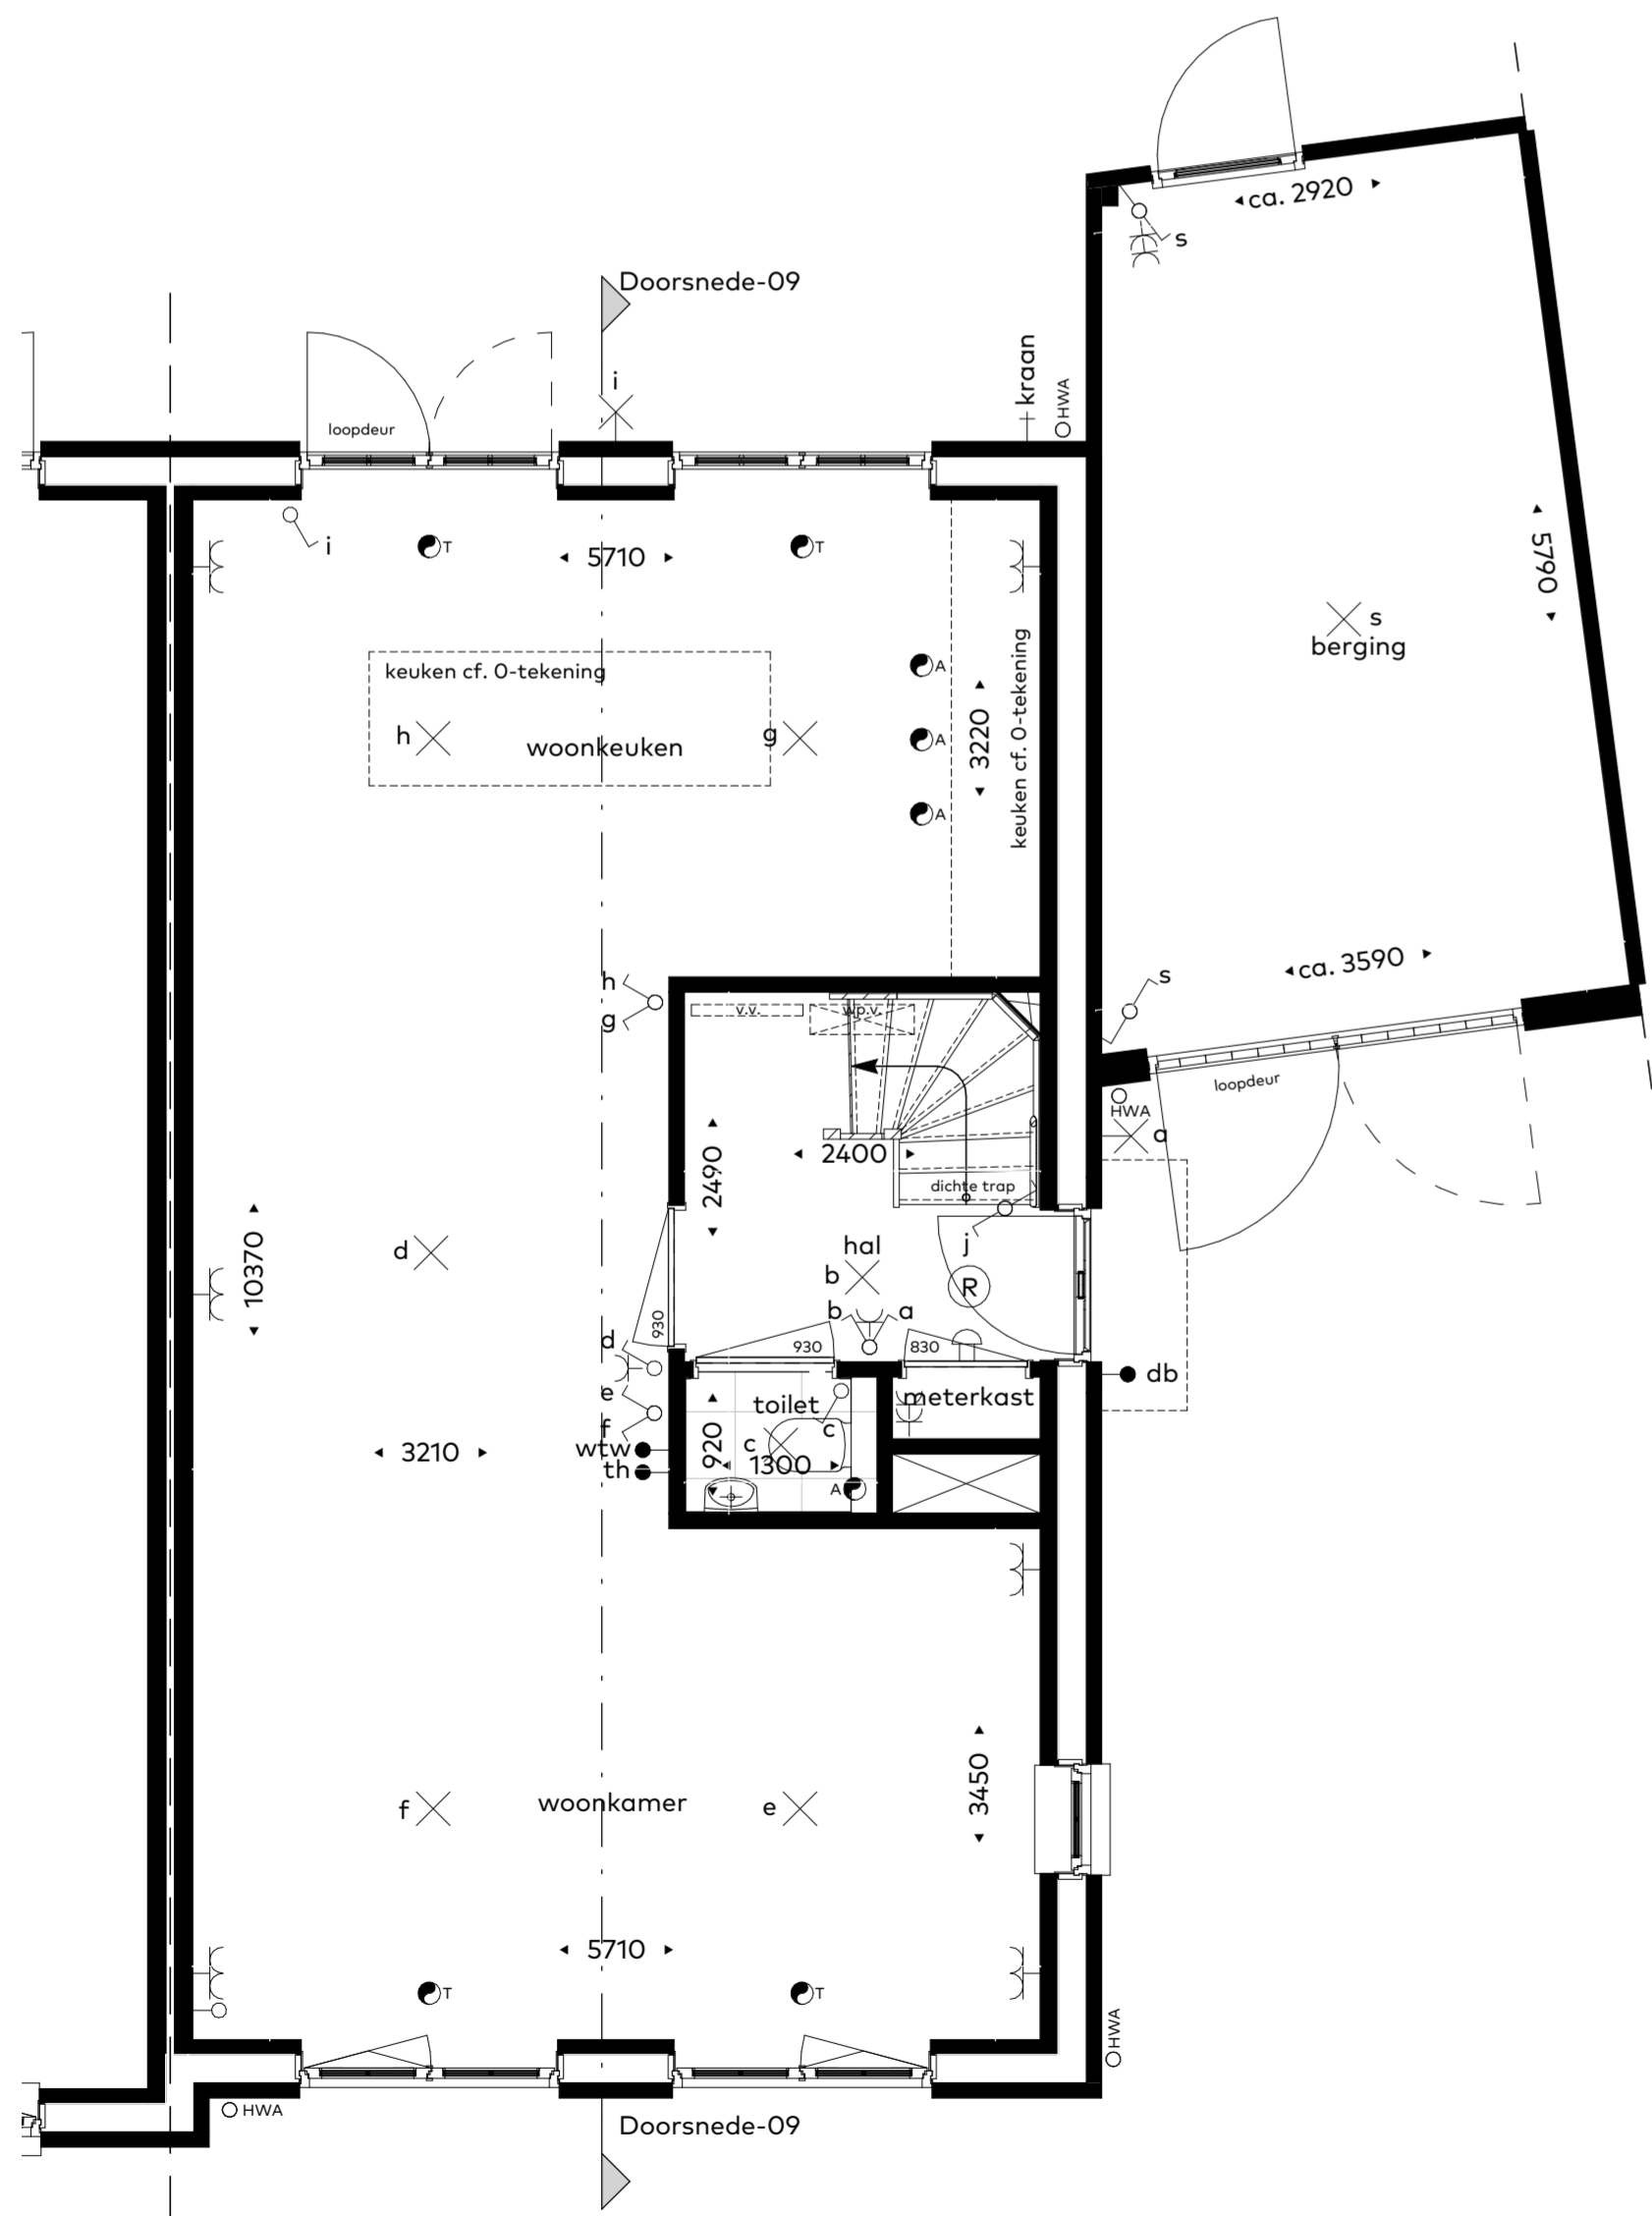 ca. 2920
s
Doorsnede-09
i
kraan
HWA
loopdeur
i
T
5710
T
5790
s
berging
keuken cf. 0-tekening
A
h
woonkeuken
g
A
3220
keuken cf. 0-tekening
A
ca. 3590
s
h
g
v.v.
w.p.v.
loopdeur
HWA
a
2490
2400
dichte trap
j
hal
b
R
d
10370
b
a
930
930
830
d
db
e
toilet
meterkast
f
c
c
920
3210
wtw
1300
th
A
3450
f
woonkamer
e
5710
T
T
HWA
HWA
Doorsnede-09